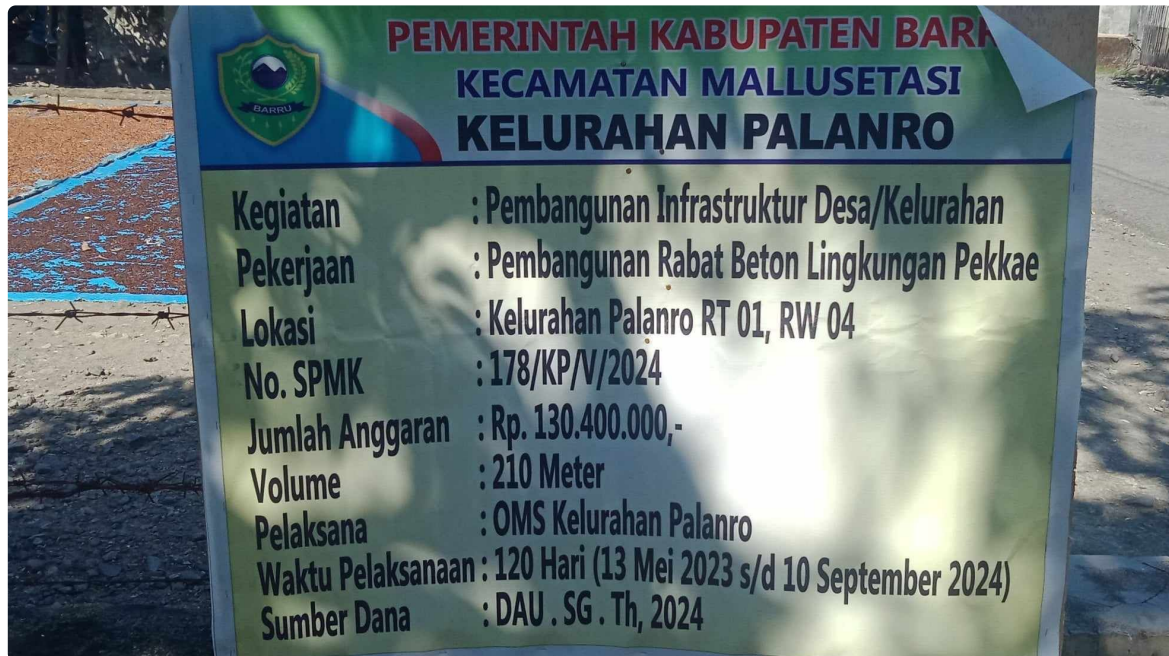 PEMERINTAH KABUPATEN BARR
KECAMATAN MALLUSETASI
KELURAHAN PALANRO
BARRU
Kegiatan : Pembangunan Infrastruktur Desa/Kelurahan
Pekerjaan : Pembangunan Rabat Beton Lingkungan Pekkae
Lokasi : Kelurahan Palanro RT 01, RW 04
No. SPMK : 178/KP/V/2024
Jumlah Anggaran : Rp. 130.400.000,-
Volume : 210 Meter
Pelaksana : OMS Kelurahan Palanro
Waktu Pelaksanaan : 120 Hari (13 Mei 2023 s/d 10 September 2024)
Sumber Dana : DAU . SG . Th, 2024